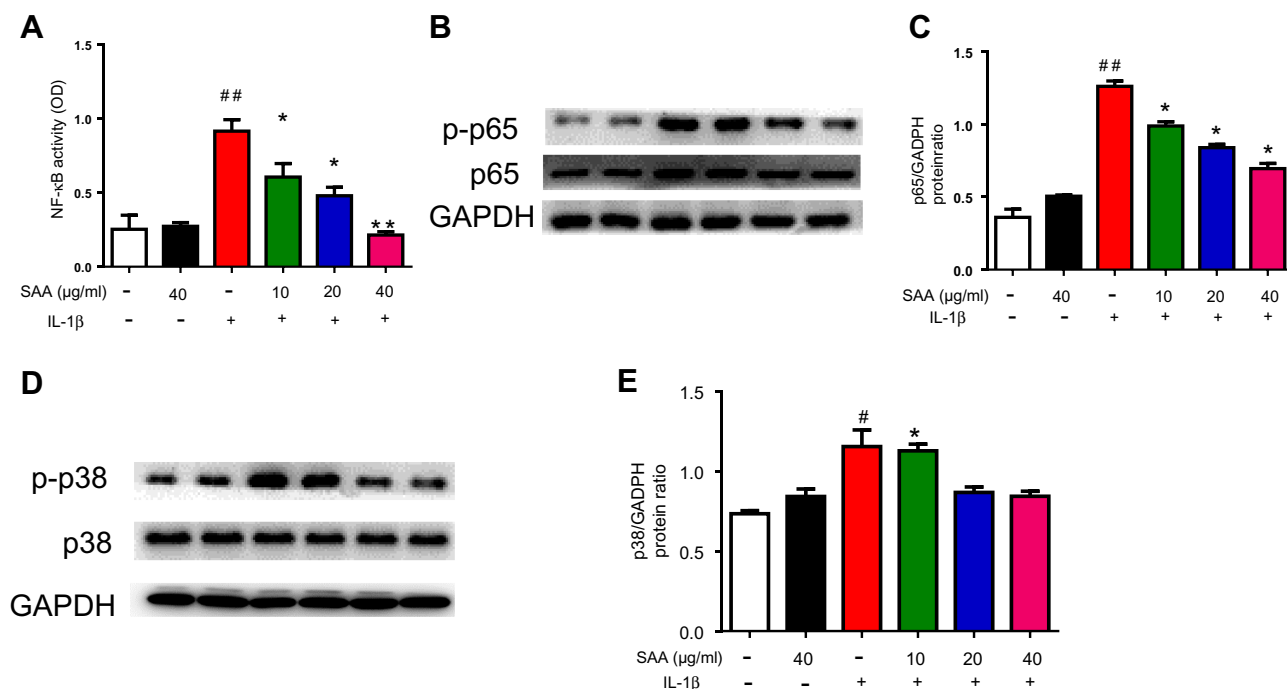 A
NF-κB activity (OD)
1.5
1.0
0.5
0.0
##
*
*
**
SAA (μg/ml) - 40 - 10 20 40
IL-1β - - + + + +
B
p-p65
p65
GAPDH
C
p65/GADPH
proteinratio
1.5
1.0
0.5
0.0
##
*
*
*
SAA (μg/ml) - 40 - 10 20 40
IL-1β - - + + + +
D
p-p38
p38
GAPDH
E
p38/GADPH
protein ratio
1.5
1.0
0.5
0.0
#
*
SAA (μg/ml) - 40 - 10 20 40
IL-1β - - + + + +